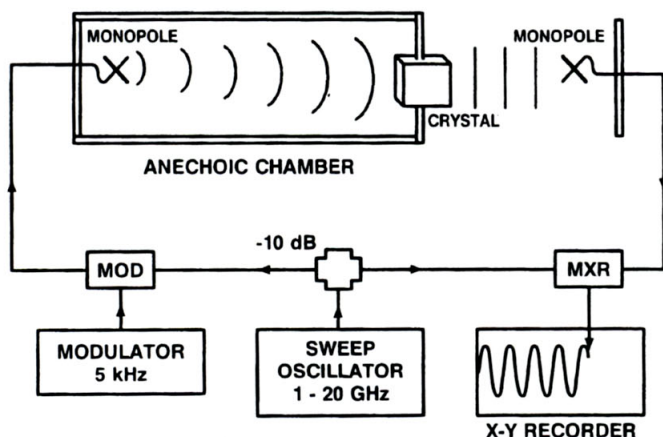 MONOPOLE
MONOPOLE
CRYSTAL
ANECHOIC CHAMBER
-10 dB
MOD
MXR
MODULATOR
5 kHz
SWEEP
OSCILLATOR
1 - 20 GHz
X-Y RECORDER